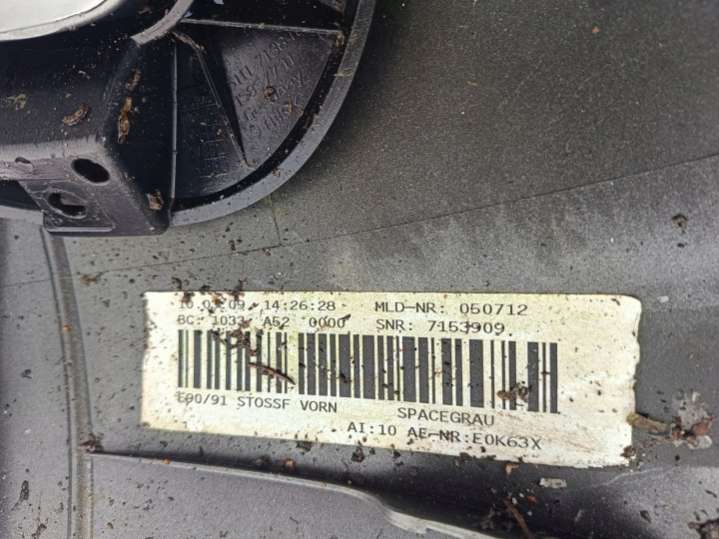 14:26:28 MLD-NR: 050712
BC: 1033 A52 0000 SNR: 7153909
E90/91 STOSSF VORN SPACEGRAU
AI:10 AE-NR:E0K63X